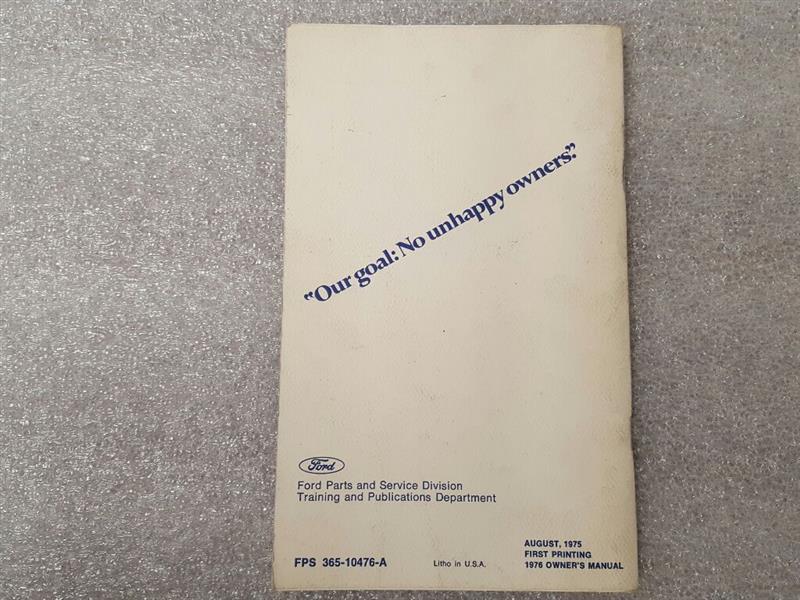 "Our goal: No unhappy owners."
Ford
Ford Parts and Service Division
Training and Publications Department
AUGUST, 1975
FIRST PRINTING
FPS 365-10476-A Litho in U.S.A. 1976 OWNER'S MANUAL